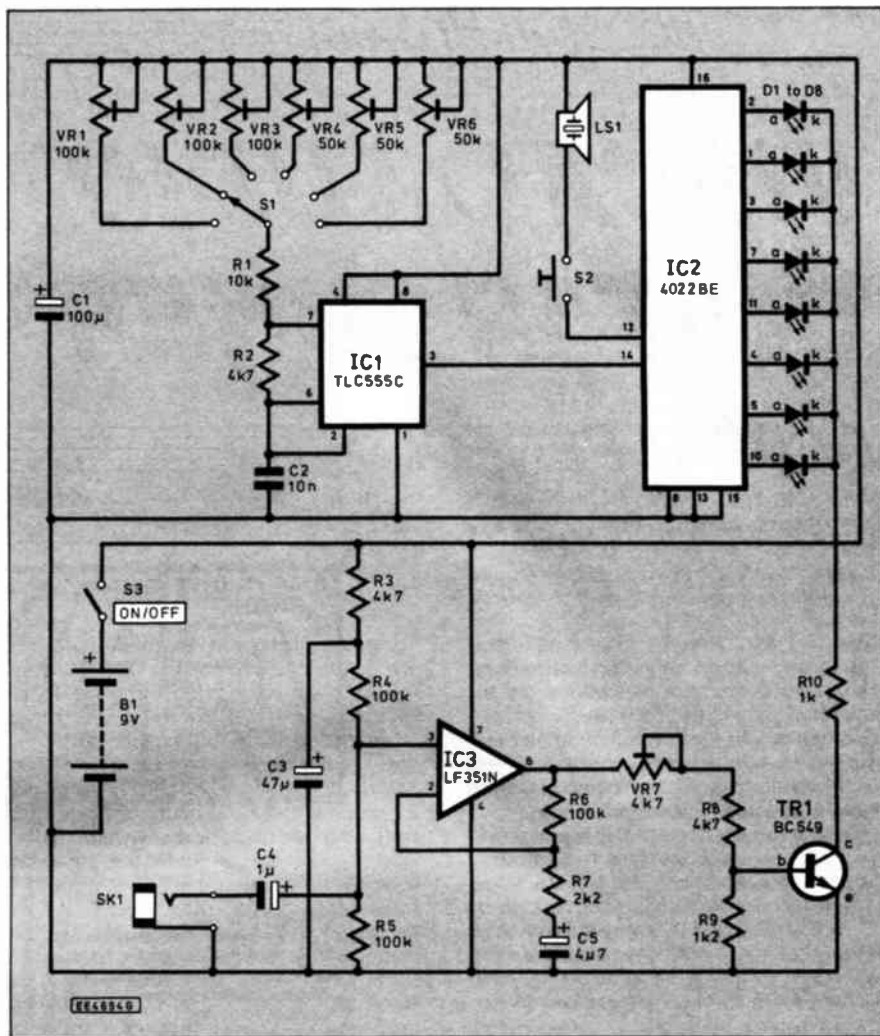 VR1
100k
VR2
100k
VR3
100k
VR4
50k
VR5
50k
VR6
50k
S1
LS1
16
D1 to D8
2
a
k
1
a
k
3
a
k
7
a
k
11
a
k
4
a
k
5
a
k
10
a
k
IC2
4022BE
S2
12
14
8
13
15
R1
10k
4
8
C1
100μ
+
7
R2
4k7
IC1
TLC555C
3
6
2
1
C2
10n
S3
ON/OFF
+
B1
9V
R3
4k7
R4
100k
R10
1k
3
2
7
4
6
IC3
LF351N
C3
47μ
+
VR7
4k7
R6
100k
R8
4k7
TR1
BC549
b
c
e
C4
1μ
+
SK1
R5
100k
R7
2k2
+
C5
4μ7
R9
1k2
EE4654G